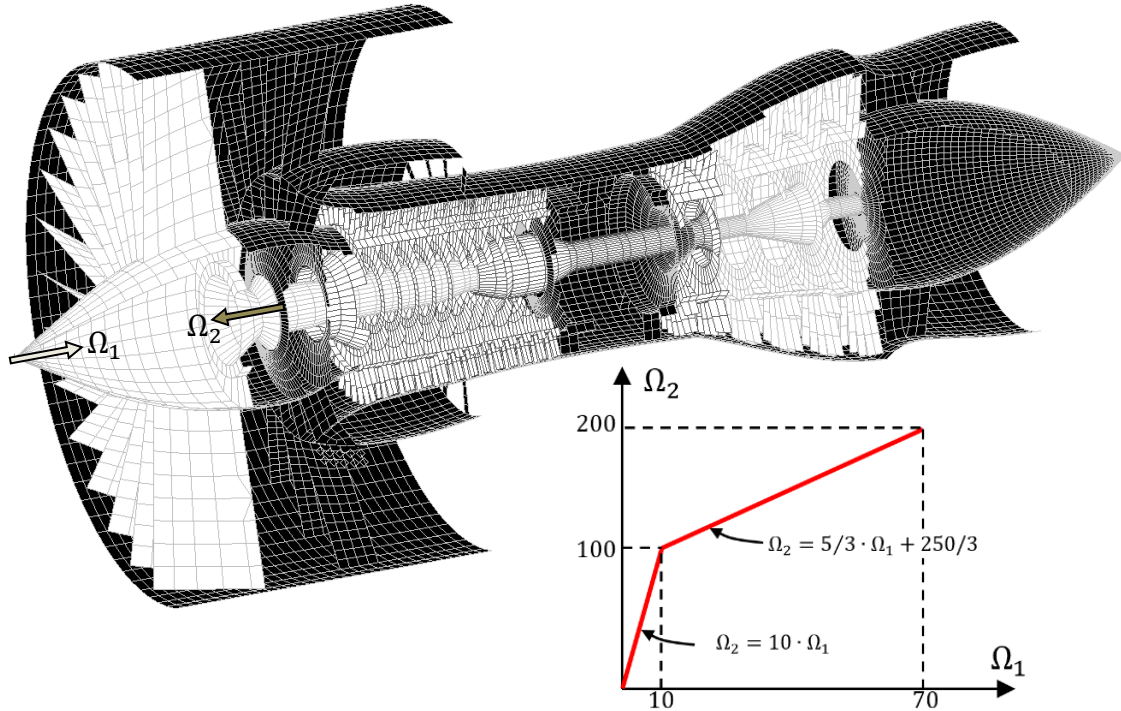 Ω₁
Ω₂
Ω₂
200
100
Ω₂ = 5/3 · Ω₁ + 250/3
Ω₂ = 10 · Ω₁
Ω₁
10
70